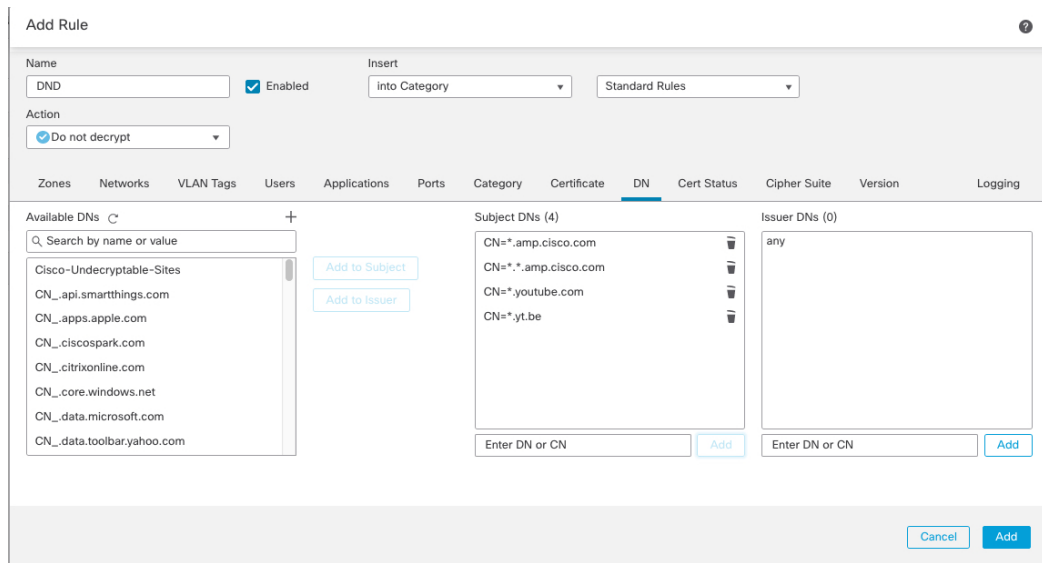 Add Rule
Name
Insert
DND
Enabled
into Category
Standard Rules
Action
Do not decrypt
Zones Networks VLAN Tags Users Applications Ports Category Certificate DN Cert Status Cipher Suite Version Logging
Available DNs
Search by name or value
Cisco-Undecryptable-Sites
CN_.api.smartthings.com
CN_.apps.apple.com
CN_.ciscospark.com
CN_.citrixonline.com
CN_.core.windows.net
CN_.data.microsoft.com
CN_.data.toolbar.yahoo.com
Add to Subject
Add to Issuer
Subject DNs (4)
CN=*.amp.cisco.com
CN=*.*.amp.cisco.com
CN=*.youtube.com
CN=*.yt.be
Enter DN or CN
Add
Issuer DNs (0)
any
Enter DN or CN
Add
Cancel
Add